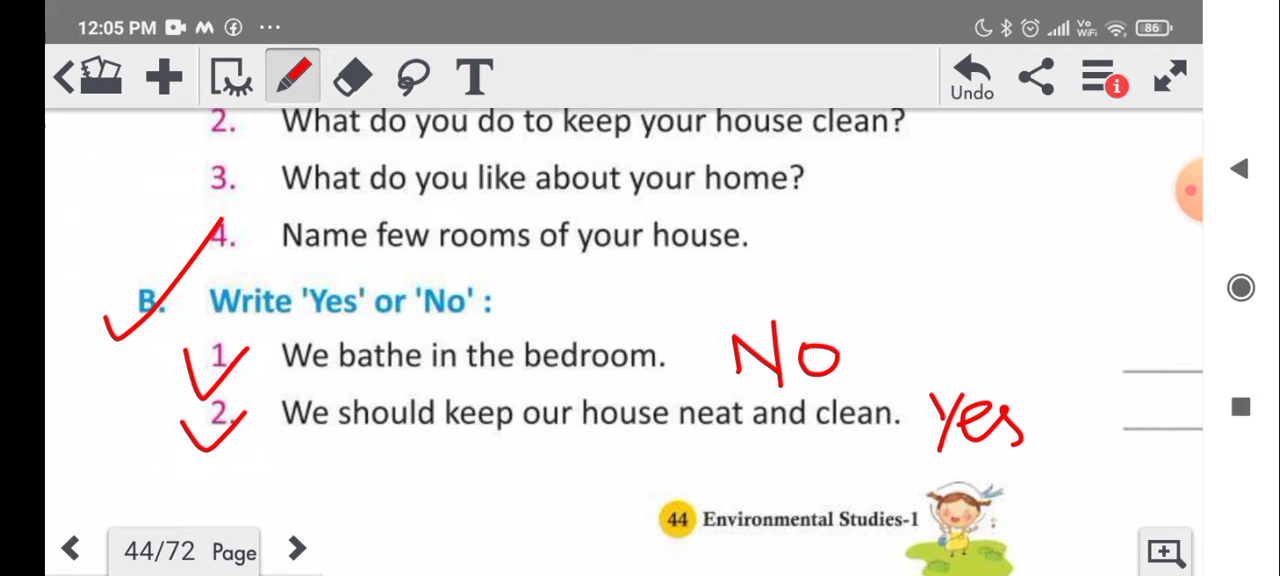 12:05 PM ... Vo WiFi 86
Undo
2. What do you do to keep your house clean?
3. What do you like about your home?
4. Name few rooms of your house.
B. Write 'Yes' or 'No' :
1. We bathe in the bedroom. No
2. We should keep our house neat and clean. Yes
44 Environmental Studies-1
44/72 Page